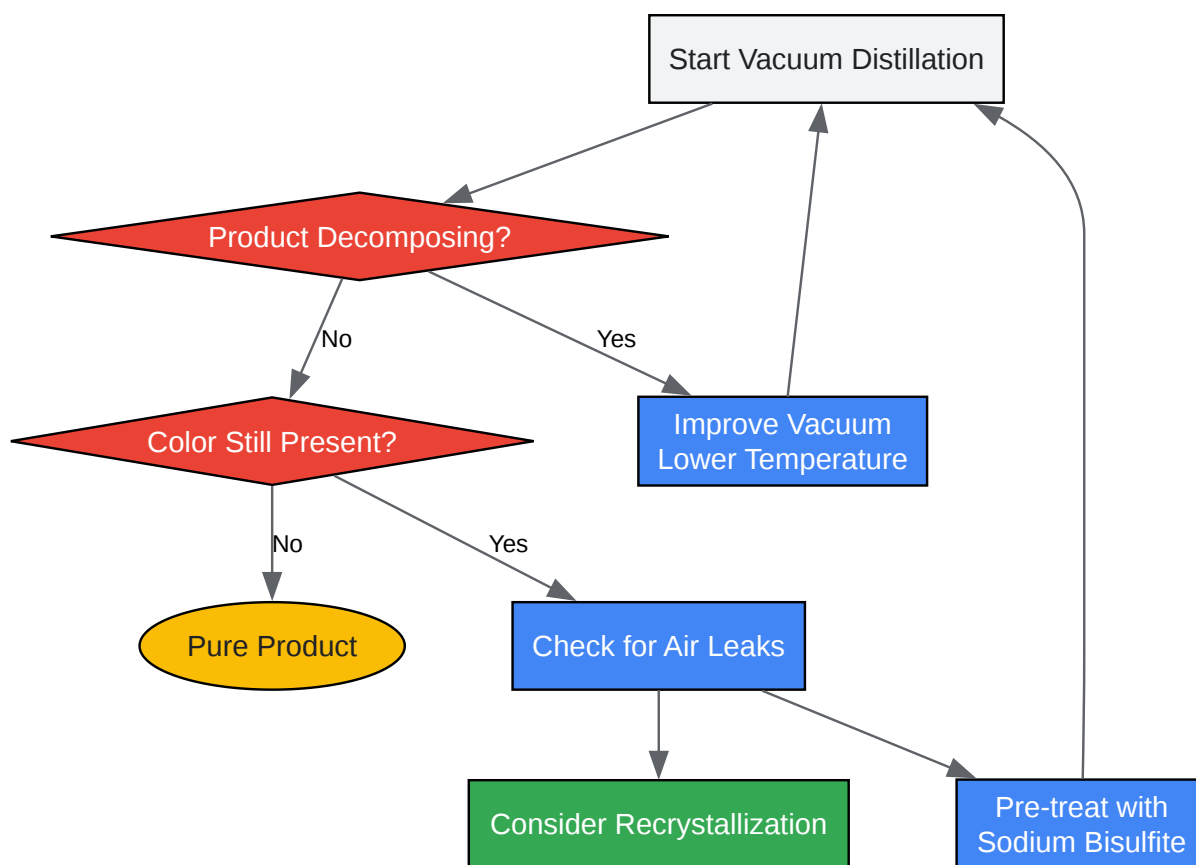 Start Vacuum Distillation
Product Decomposing?
No
Yes
Color Still Present?
Improve Vacuum
Lower Temperature
No
Yes
Pure Product
Check for Air Leaks
Consider Recrystallization
Pre-treat with
Sodium Bisulfite